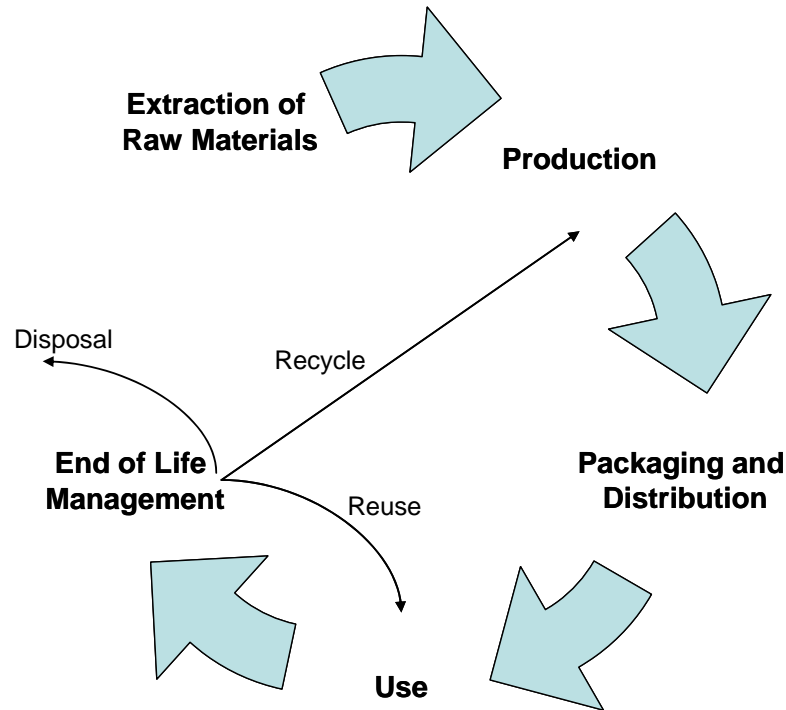 Extraction of
Raw Materials
Production
Disposal
Recycle
End of Life
Management
Packaging and
Distribution
Reuse
Use